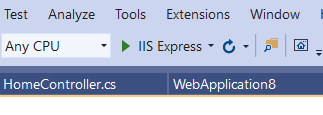 Test Analyze Tools Extensions Window
Any CPU IIS Express
HomeController.cs WebApplication8